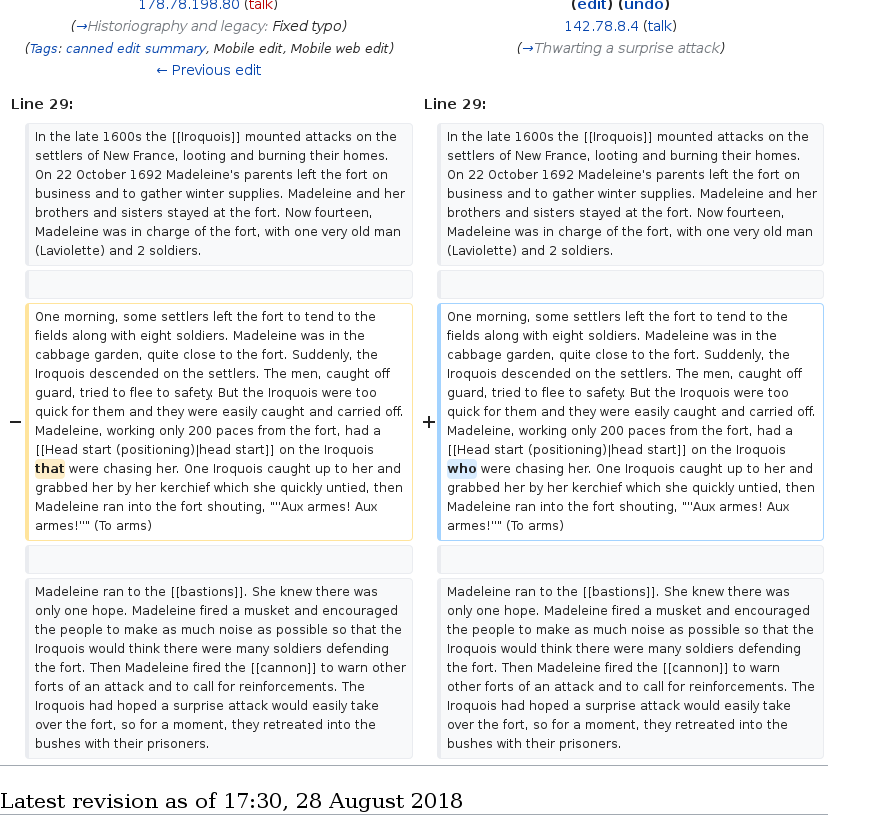 178.78.198.80 (talk)
(→Historiography and legacy: Fixed typo)
(Tags: canned edit summary, Mobile edit, Mobile web edit)
← Previous edit
(edit) (undo)
142.78.8.4 (talk)
(→Thwarting a surprise attack)
Line 29:
Line 29:
In the late 1600s the [[Iroquois]] mounted attacks on the
settlers of New France, looting and burning their homes.
On 22 October 1692 Madeleine's parents left the fort on
business and to gather winter supplies. Madeleine and her
brothers and sisters stayed at the fort. Now fourteen,
Madeleine was in charge of the fort, with one very old man
(Laviolette) and 2 soldiers.
In the late 1600s the [[Iroquois]] mounted attacks on the
settlers of New France, looting and burning their homes.
On 22 October 1692 Madeleine's parents left the fort on
business and to gather winter supplies. Madeleine and her
brothers and sisters stayed at the fort. Now fourteen,
Madeleine was in charge of the fort, with one very old man
(Laviolette) and 2 soldiers.
−
One morning, some settlers left the fort to tend to the
fields along with eight soldiers. Madeleine was in the
cabbage garden, quite close to the fort. Suddenly, the
Iroquois descended on the settlers. The men, caught off
guard, tried to flee to safety. But the Iroquois were too
quick for them and they were easily caught and carried off.
Madeleine, working only 200 paces from the fort, had a
[[Head start (positioning)|head start]] on the Iroquois
that were chasing her. One Iroquois caught up to her and
grabbed her by her kerchief which she quickly untied, then
Madeleine ran into the fort shouting, ""Aux armes! Aux
armes!"" (To arms)
+
One morning, some settlers left the fort to tend to the
fields along with eight soldiers. Madeleine was in the
cabbage garden, quite close to the fort. Suddenly, the
Iroquois descended on the settlers. The men, caught off
guard, tried to flee to safety. But the Iroquois were too
quick for them and they were easily caught and carried off.
Madeleine, working only 200 paces from the fort, had a
[[Head start (positioning)|head start]] on the Iroquois
who were chasing her. One Iroquois caught up to her and
grabbed her by her kerchief which she quickly untied, then
Madeleine ran into the fort shouting, ""Aux armes! Aux
armes!"" (To arms)
Madeleine ran to the [[bastions]]. She knew there was
only one hope. Madeleine fired a musket and encouraged
the people to make as much noise as possible so that the
Iroquois would think there were many soldiers defending
the fort. Then Madeleine fired the [[cannon]] to warn other
forts of an attack and to call for reinforcements. The
Iroquois had hoped a surprise attack would easily take
over the fort, so for a moment, they retreated into the
bushes with their prisoners.
Madeleine ran to the [[bastions]]. She knew there was
only one hope. Madeleine fired a musket and encouraged
the people to make as much noise as possible so that the
Iroquois would think there were many soldiers defending
the fort. Then Madeleine fired the [[cannon]] to warn
other forts of an attack and to call for reinforcements. The
Iroquois had hoped a surprise attack would easily take
over the fort, so for a moment, they retreated into the
bushes with their prisoners.
Latest revision as of 17:30, 28 August 2018